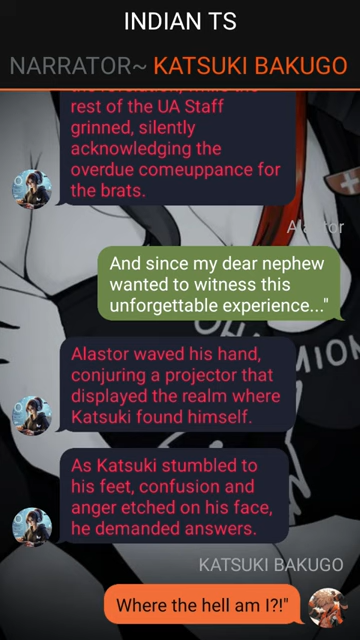 INDIAN TS
NARRATOR~ KATSUKI BAKUGO
rest of the UA Staff
grinned, silently
acknowledging the
overdue comeuppance for
the brats.
Alastor
And since my dear nephew
wanted to witness this
unforgettable experience..."
Alastor waved his hand,
conjuring a projector that
displayed the realm where
Katsuki found himself.
As Katsuki stumbled to
his feet, confusion and
anger etched on his face,
he demanded answers.
KATSUKI BAKUGO
Where the hell am I?!"